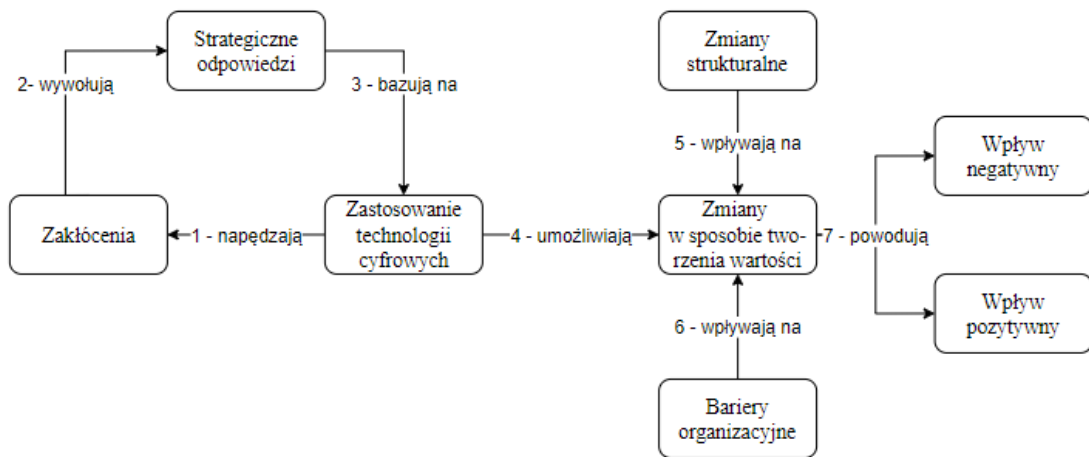 Strategiczne
odpowiedzi
Zmiany
strukturalne
2- wywołują
3 - bazują na
5 - wpływają na
Wpływ
negatywny
Zakłócenia
1 - napędzają
Zastosowanie
technologii
cyfrowych
4 - umożliwiają
Zmiany
w sposobie two-
rzenia wartości
7 - powodują
6 - wpływają na
Wpływ
pozytywny
Bariery
organizacyjne